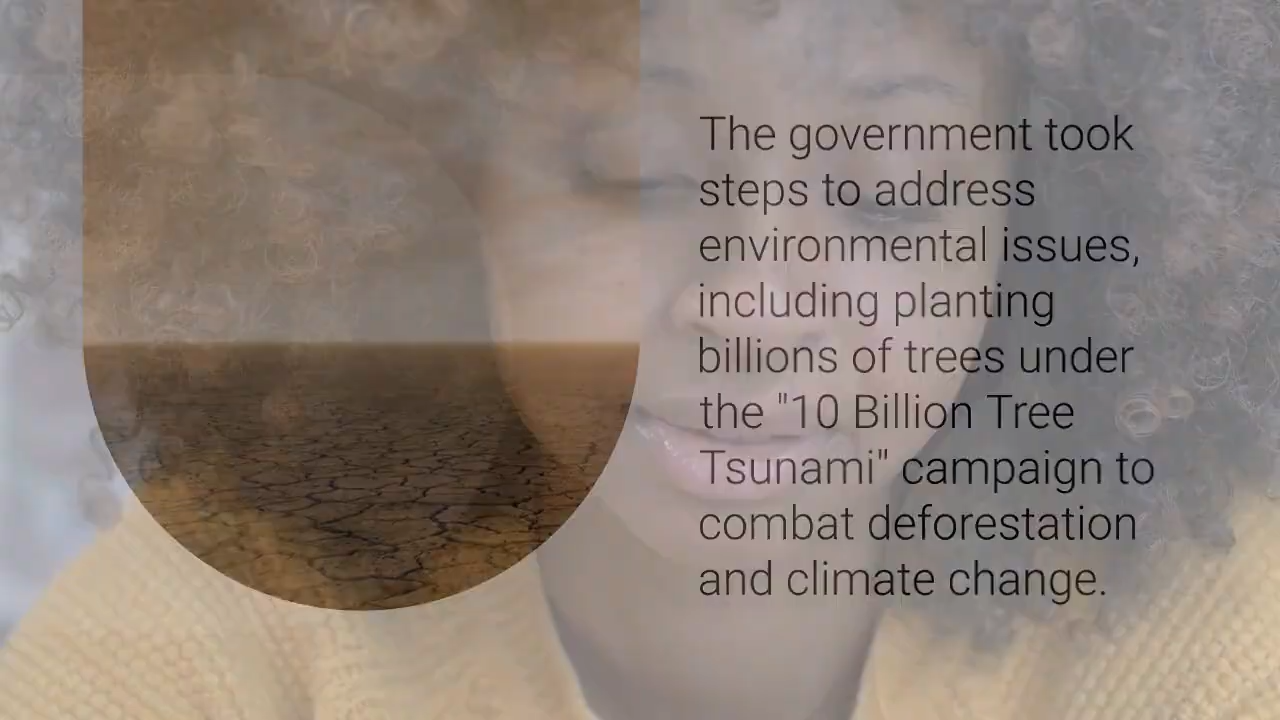 The government took
steps to address
environmental issues,
including planting
billions of trees under
the "10 Billion Tree
Tsunami" campaign to
combat deforestation
and climate change.